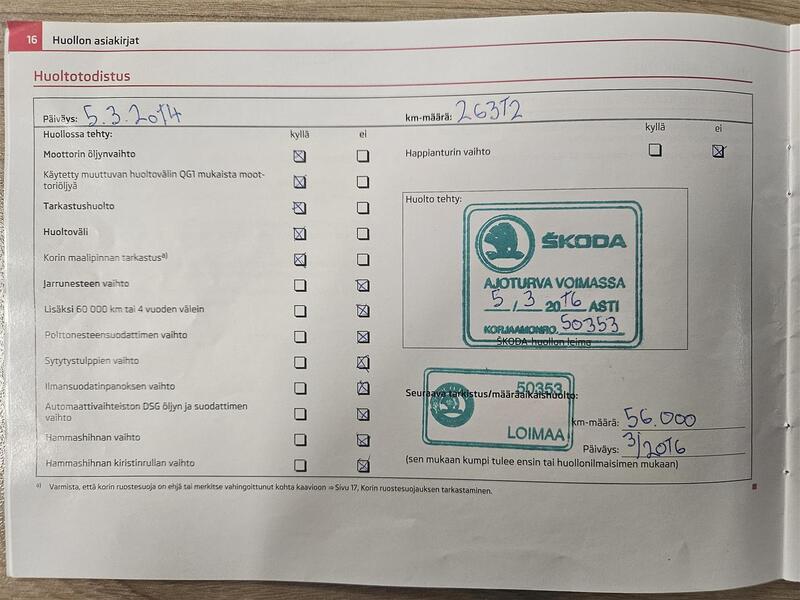 16 Huollon asiakirjat
Huoltotodistus
Päiväys: 5.3.2014
km-määrä: 26312
Huollossa tehty: kyllä ei
Moottorin öljynvaihto
Käytetty muuttuvan huoltovälin QG1 mukaista moot-
toriöljyä
Tarkastushuolto
Huoltoväli
Korin maalipinnan tarkastus a)
Jarrunesteen vaihto
Lisäksi 60 000 km tai 4 vuoden välein
Polttonesteensuodattimen vaihto
Sytytystulppien vaihto
Ilmansuodatinpanoksen vaihto
Automaattivaihteiston DSG öljyn ja suodattimen
vaihto
Hammashihnan vaihto
Hammashihnan kiristinrullan vaihto
kyllä ei
Happianturin vaihto
Huolto tehty:
ŠKODA
AJOTURVA VOIMASSA
5 / 3 2016 ASTI
KORJAAMONRO. 50353
ŠKODA-huollon leima
Seuraava tarkistus/määräaikaishuolto:
50353
LOIMAA
km-määrä: 56.000
Päiväys: 3/2016
(sen mukaan kumpi tulee ensin tai huollonilmaisimen mukaan)
a) Varmista, että korin ruostesuoja on ehjä tai merkitse vahingoittunut kohta kaavioon ⇒ Sivu 17, Korin ruostesuojauksen tarkastaminen.